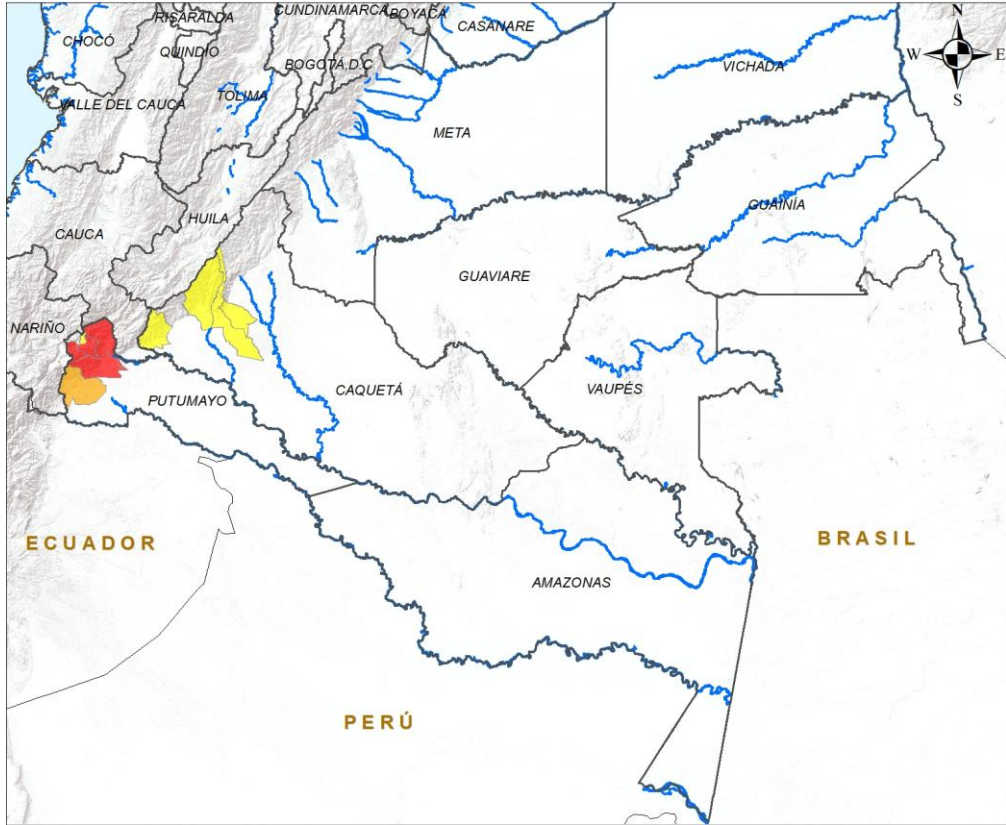 CUNDINAMARCA
BOYACÁ
RISARALDA
CASANARE
N
CHOCÓ
QUINDÍO
BOGOTÁ D.C
W
E
VICHADA
TOLIMA
VALLE DEL CAUCA
S
META
GUAINÍA
HUILA
CAUCA
GUAVIARE
NARIÑO
CAQUETÁ
VAUPÉS
PUTUMAYO
ECUADOR
BRASIL
AMAZONAS
PERÚ